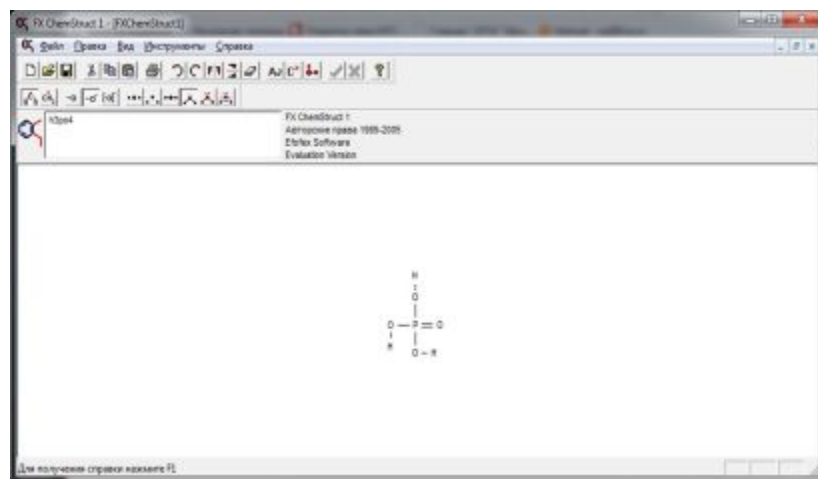 FX ChemStruct 1 - [FXChemStruct1]
Файл Правка Вид Инструменты Справка
h3po4
FX ChemStruct 1
Авторские права 1999-2005
Efofex Software
Evaluation Version
H
O
O P O
H O H
Для получения справки нажмите F1